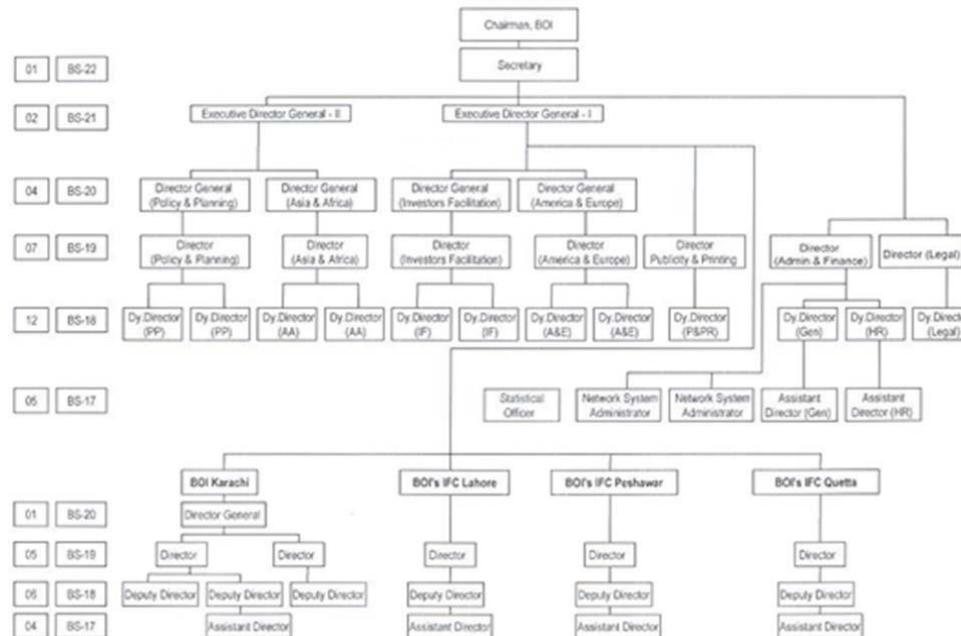 Chairman, BOI
01 BS-22 Secretary
02 BS-21 Executive Director General - II Executive Director General - I
04 BS-20 Director General Director General Director General Director General
(Policy & Planning) (Asia & Africa) (Investors Facilitation) (America & Europe)
07 BS-19 Director Director Director Director Director Director Director (Legal)
(Policy & Planning) (Asia & Africa) (Investors Facilitation) (America & Europe) Publicity & Printing (Admin & Finance)
12 BS-18 Dy.Director Dy.Director Dy.Director Dy.Director Dy.Director Dy.Director Dy.Director Dy.Director Dy.Director Dy.Director Dy.Director Dy.Director
(PP) (PP) (AA) (AA) (IF) (IF) (A&E) (A&E) (P&PR) (Gen) (HR) (Legal)
05 BS-17 Statistical Network System Network System Assistant Assistant
Officer Administrator Administrator Director (Gen) Director (HR)
BOI Karachi BOI's IFC Lahore BOI's IFC Peshawar BOI's IFC Quetta
01 BS-20 Director General
05 BS-19 Director Director Director Director Director
06 BS-18 Deputy Director Deputy Director Deputy Director Deputy Director Deputy Director Deputy Director
04 BS-17 Assistant Director Assistant Director Assistant Director Assistant Director